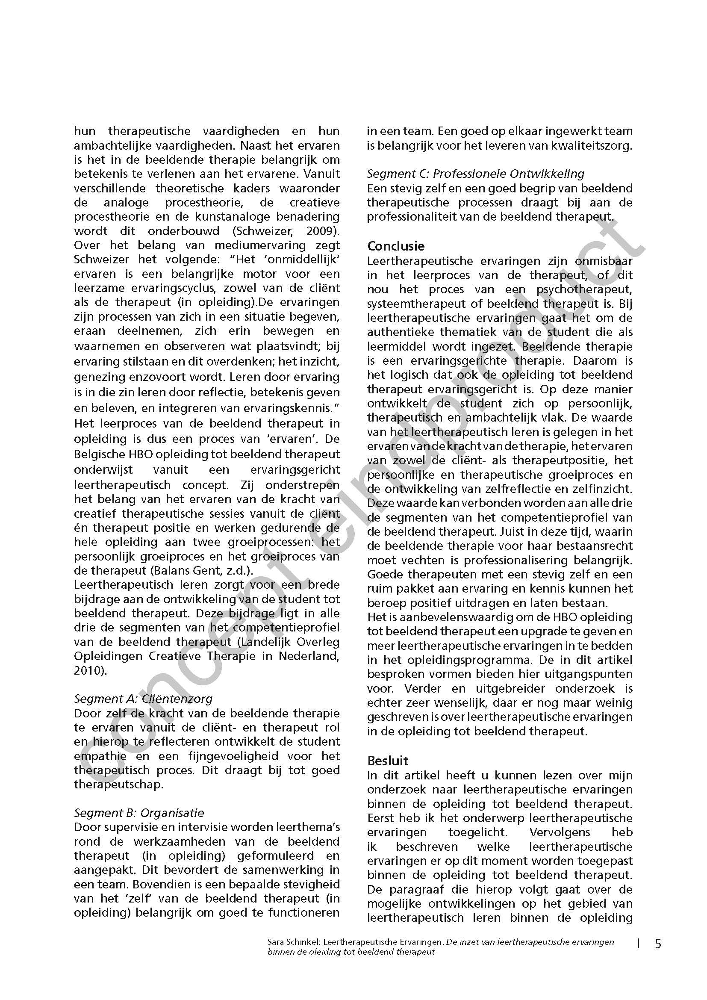 hun therapeutische vaardigheden en hun
ambachtelijke vaardigheden. Naast het ervaren
is het in de beeldende therapie belangrijk om
betekenis te verlenen aan het ervarene. Vanuit
verschillende theoretische kaders waaronder
de analoge procestheorie, de creatieve
procestheorie en de kunstanaloge benadering
wordt dit onderbouwd (Schweizer, 2009).
Over het belang van mediumervaring zegt
Schweizer het volgende: "Het 'onmiddellijk'
ervaren is een belangrijke motor voor een
leerzame ervaringscyclus, zowel van de cliënt
als de therapeut (in opleiding).De ervaringen
zijn processen van zich in een situatie begeven,
eraan deelnemen, zich erin bewegen en
waarnemen en observeren wat plaatsvindt; bij
ervaring stilstaan en dit overdenken; het inzicht,
genezing enzovoort wordt. Leren door ervaring
is in die zin leren door reflectie, betekenis geven
en beleven, en integreren van ervaringskennis."
Het leerproces van de beeldend therapeut in
opleiding is dus een proces van 'ervaren'. De
Belgische HBO opleiding tot beeldend therapeut
onderwijst vanuit een ervaringsgericht
leertherapeutisch concept. Zij onderstrepen
het belang van het ervaren van de kracht van
creatief therapeutische sessies vanuit de cliënt
én therapeut positie en werken gedurende de
hele opleiding aan twee groeiprocessen: het
persoonlijk groeiproces en het groeiproces van
de therapeut (Balans Gent, z.d.).
Leertherapeutisch leren zorgt voor een brede
bijdrage aan de ontwikkeling van de student tot
beeldend therapeut. Deze bijdrage ligt in alle
drie de segmenten van het competentieprofiel
van de beeldend therapeut (Landelijk Overleg
Opleidingen Creatieve Therapie in Nederland,
2010).
Segment A: Cliëntenzorg
Door zelf de kracht van de beeldende therapie
te ervaren vanuit de cliënt- en therapeut rol
en hierop te reflecteren ontwikkelt de student
empathie en een fijngevoeligheid voor het
therapeutisch proces. Dit draagt bij tot goed
therapeutschap.
Segment B: Organisatie
Door supervisie en intervisie worden leerthema's
rond de werkzaamheden van de beeldend
therapeut (in opleiding) geformuleerd en
aangepakt. Dit bevordert de samenwerking in
een team. Bovendien is een bepaalde stevigheid
van het 'zelf' van de beeldend therapeut (in
opleiding) belangrijk om goed te functioneren
in een team. Een goed op elkaar ingewerkt team
is belangrijk voor het leveren van kwaliteitszorg.
Segment C: Professionele Ontwikkeling
Een stevig zelf en een goed begrip van beeldend
therapeutische processen draagt bij aan de
professionaliteit van de beeldend therapeut.
Conclusie
Leertherapeutische ervaringen zijn onmisbaar
in het leerproces van de therapeut, of dit
nou het proces van een psychotherapeut,
systeemtherapeut of beeldend therapeut is. Bij
leertherapeutische ervaringen gaat het om de
authentieke thematiek van de student die als
leermiddel wordt ingezet. Beeldende therapie
is een ervaringsgerichte therapie. Daarom is
het logisch dat ook de opleiding tot beeldend
therapeut ervaringsgericht is. Op deze manier
ontwikkelt de student zich op persoonlijk,
therapeutisch en ambachtelijk vlak. De waarde
van het leertherapeutisch leren is gelegen in het
ervaren van de kracht van de therapie, het ervaren
van zowel de cliënt- als therapeutpositie, het
persoonlijke en therapeutische groeiproces en
de ontwikkeling van zelfreflectie en zelfinzicht.
Deze waarde kan verbonden worden aan alle drie
de segmenten van het competentieprofiel van
de beeldend therapeut. Juist in deze tijd, waarin
de beeldende therapie voor haar bestaansrecht
moet vechten is professionalisering belangrijk.
Goede therapeuten met een stevig zelf en een
ruim pakket aan ervaring en kennis kunnen het
beroep positief uitdragen en laten bestaan.
Het is aanbevelenswaardig om de HBO opleiding
tot beeldend therapeut een upgrade te geven en
meer leertherapeutische ervaringen in te bedden
in het opleidingsprogramma. De in dit artikel
besproken vormen bieden hier uitgangspunten
voor. Verder en uitgebreider onderzoek is
echter zeer wenselijk, daar er nog maar weinig
geschreven is over leertherapeutische ervaringen
in de opleiding tot beeldend therapeut.
Besluit
In dit artikel heeft u kunnen lezen over mijn
onderzoek naar leertherapeutische ervaringen
binnen de opleiding tot beeldend therapeut.
Eerst heb ik het onderwerp leertherapeutische
ervaringen toegelicht. Vervolgens heb
ik beschreven welke leertherapeutische
ervaringen er op dit moment worden toegepast
binnen de opleiding tot beeldend therapeut.
De paragraaf die hierop volgt gaat over de
mogelijke ontwikkelingen op het gebied van
leertherapeutisch leren binnen de opleiding
concept eindproduct
Sara Schinkel: Leertherapeutische Ervaringen. De inzet van leertherapeutische ervaringen
binnen de oleiding tot beeldend therapeut
| 5